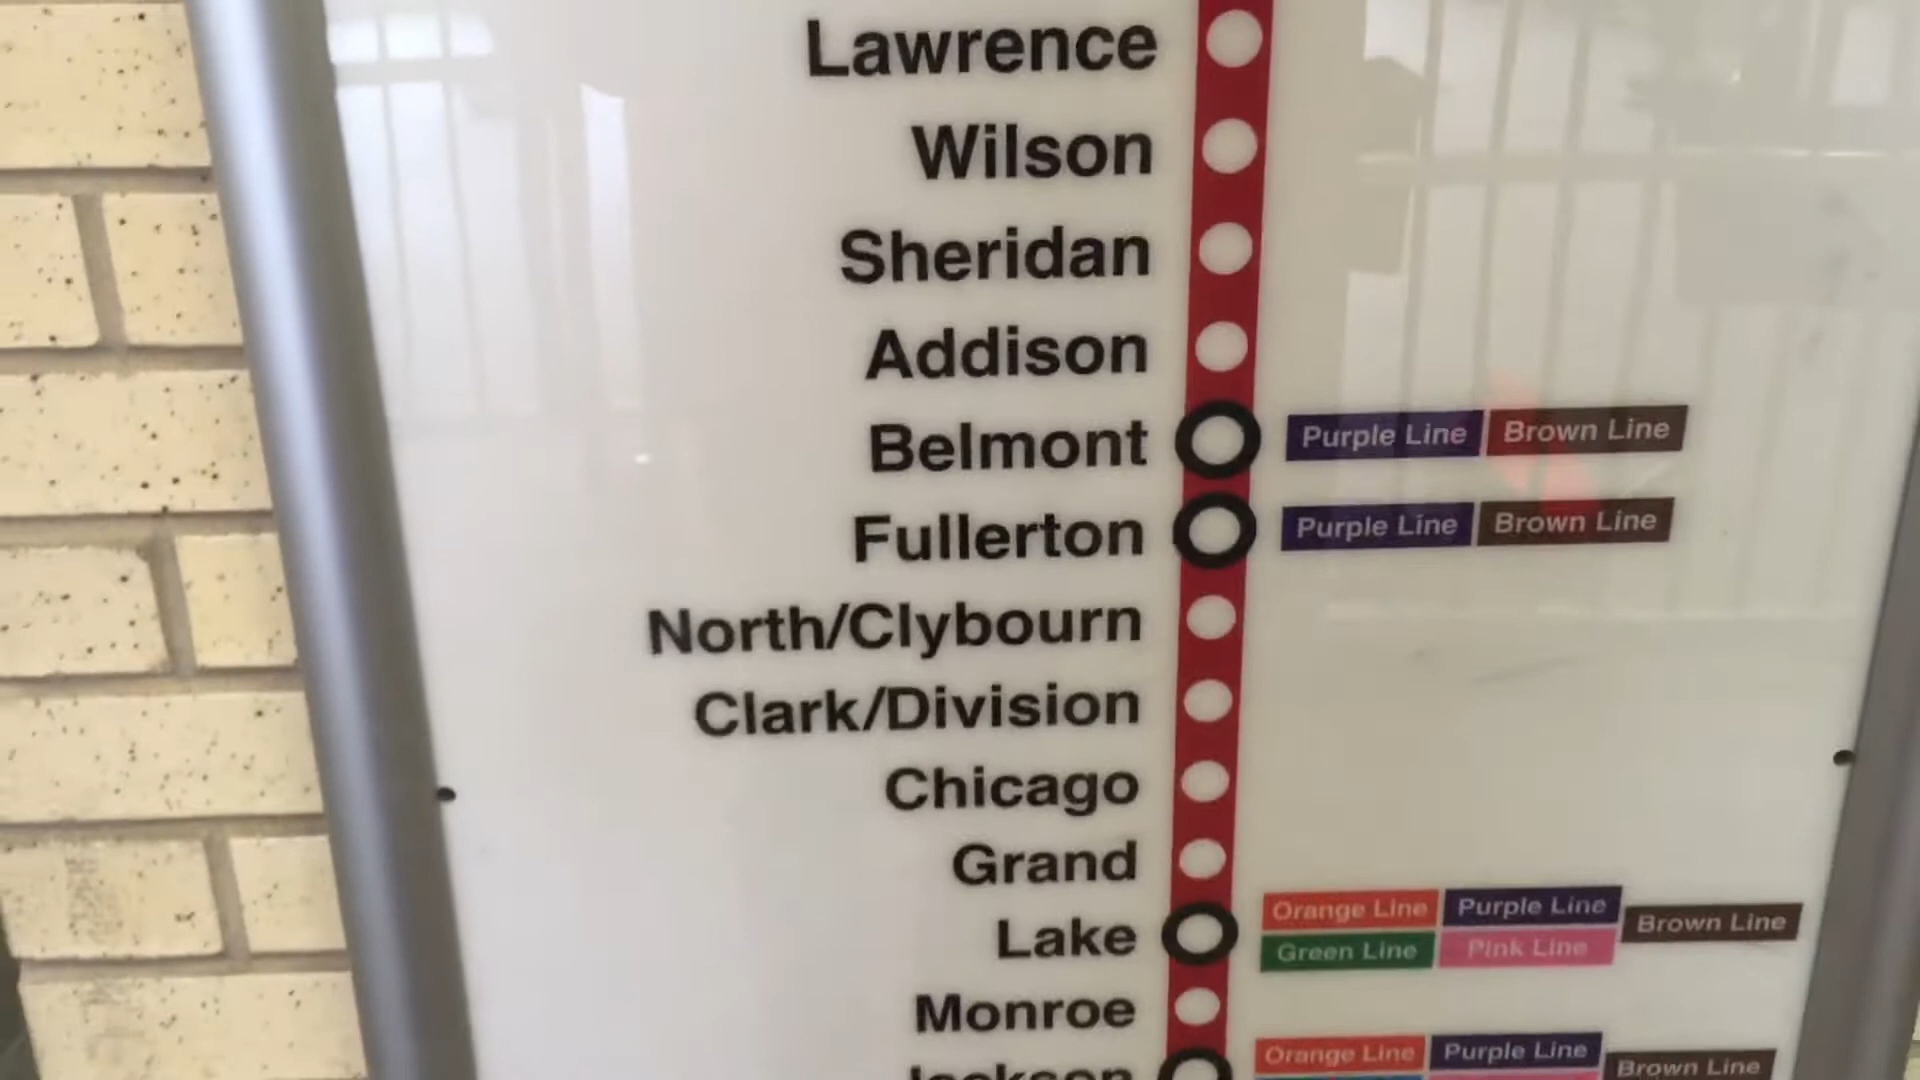 Lawrence
Wilson
Sheridan
Addison
Belmont Purple Line Brown Line
Fullerton Purple Line Brown Line
North/Clybourn
Clark/Division
Chicago
Grand
Lake Orange Line Purple Line Brown Line
Green Line Pink Line
Monroe
Jackson Orange Line Purple Line Brown Line